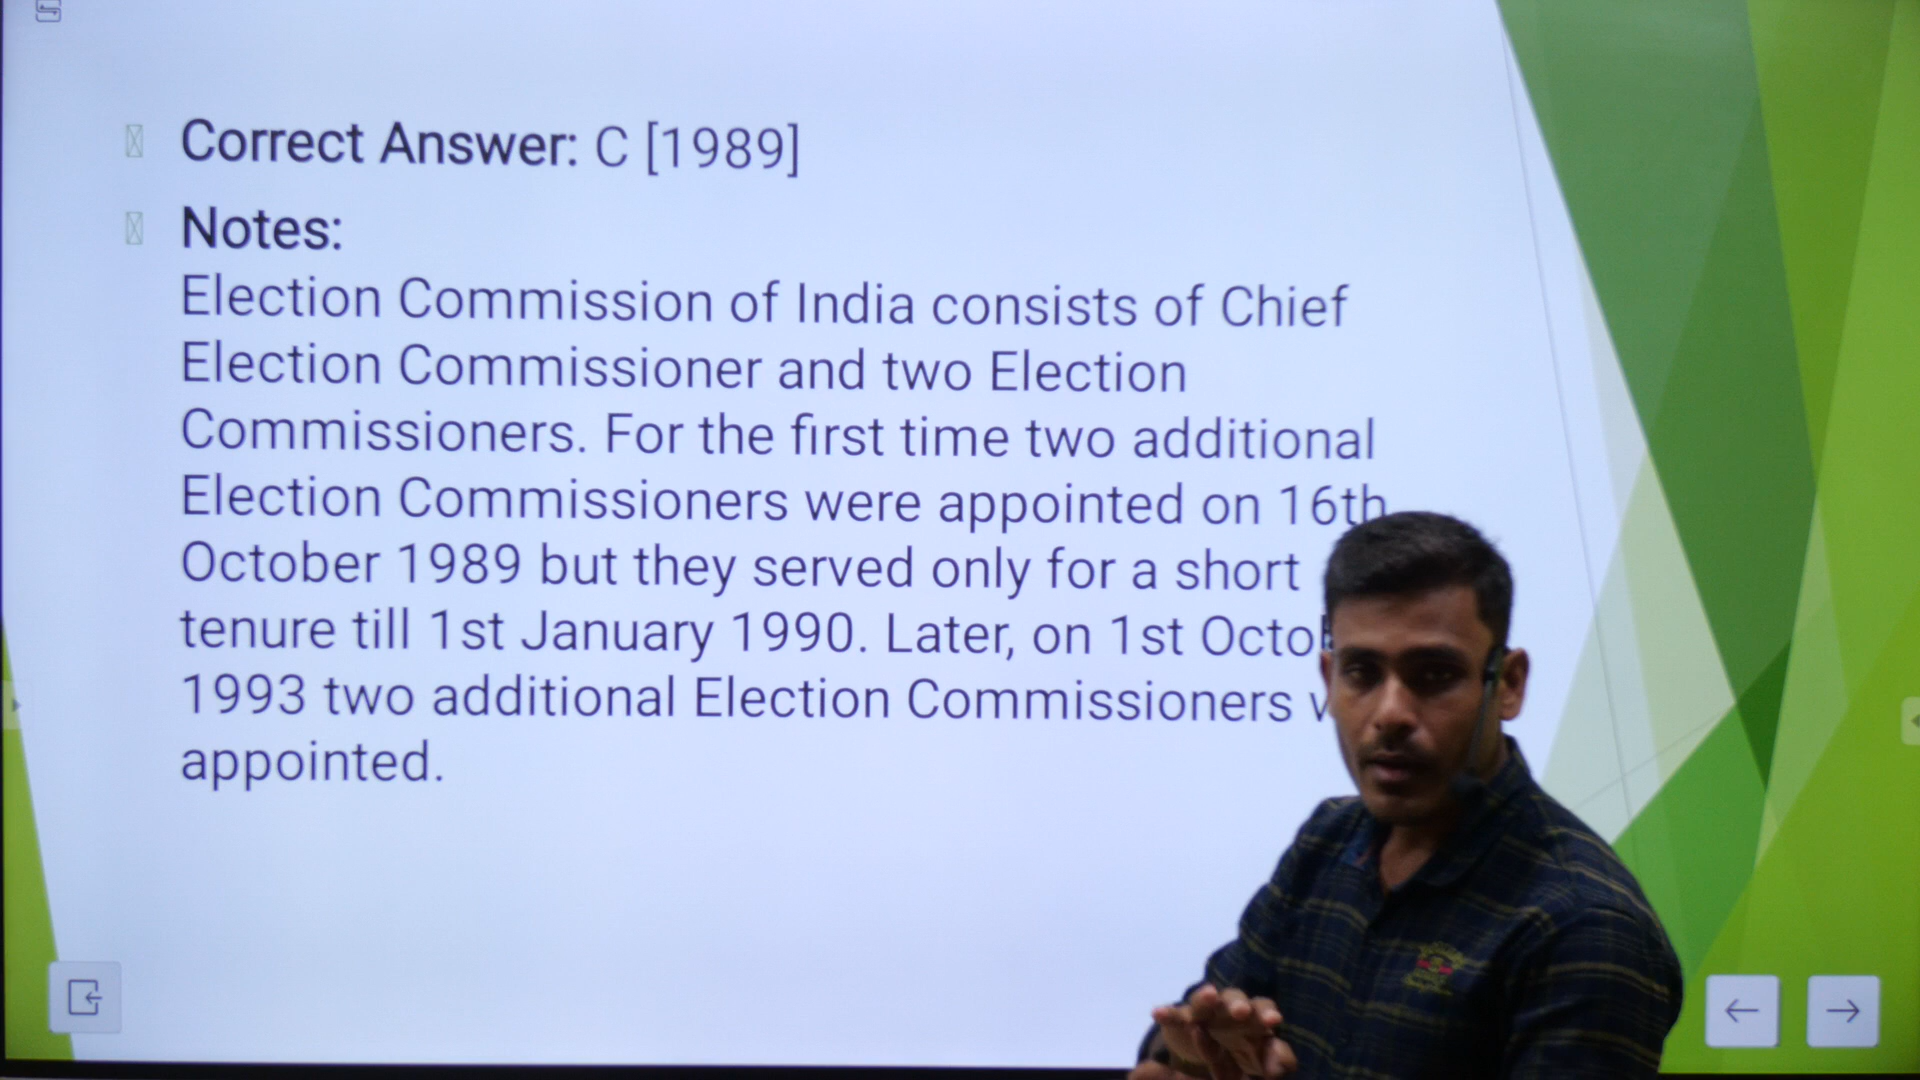 Correct Answer: C [1989]
Notes:
Election Commission of India consists of Chief
Election Commissioner and two Election
Commissioners. For the first time two additional
Election Commissioners were appointed on 16th
October 1989 but they served only for a short
tenure till 1st January 1990. Later, on 1st
1993 two additional Election Commissioners
appointed.